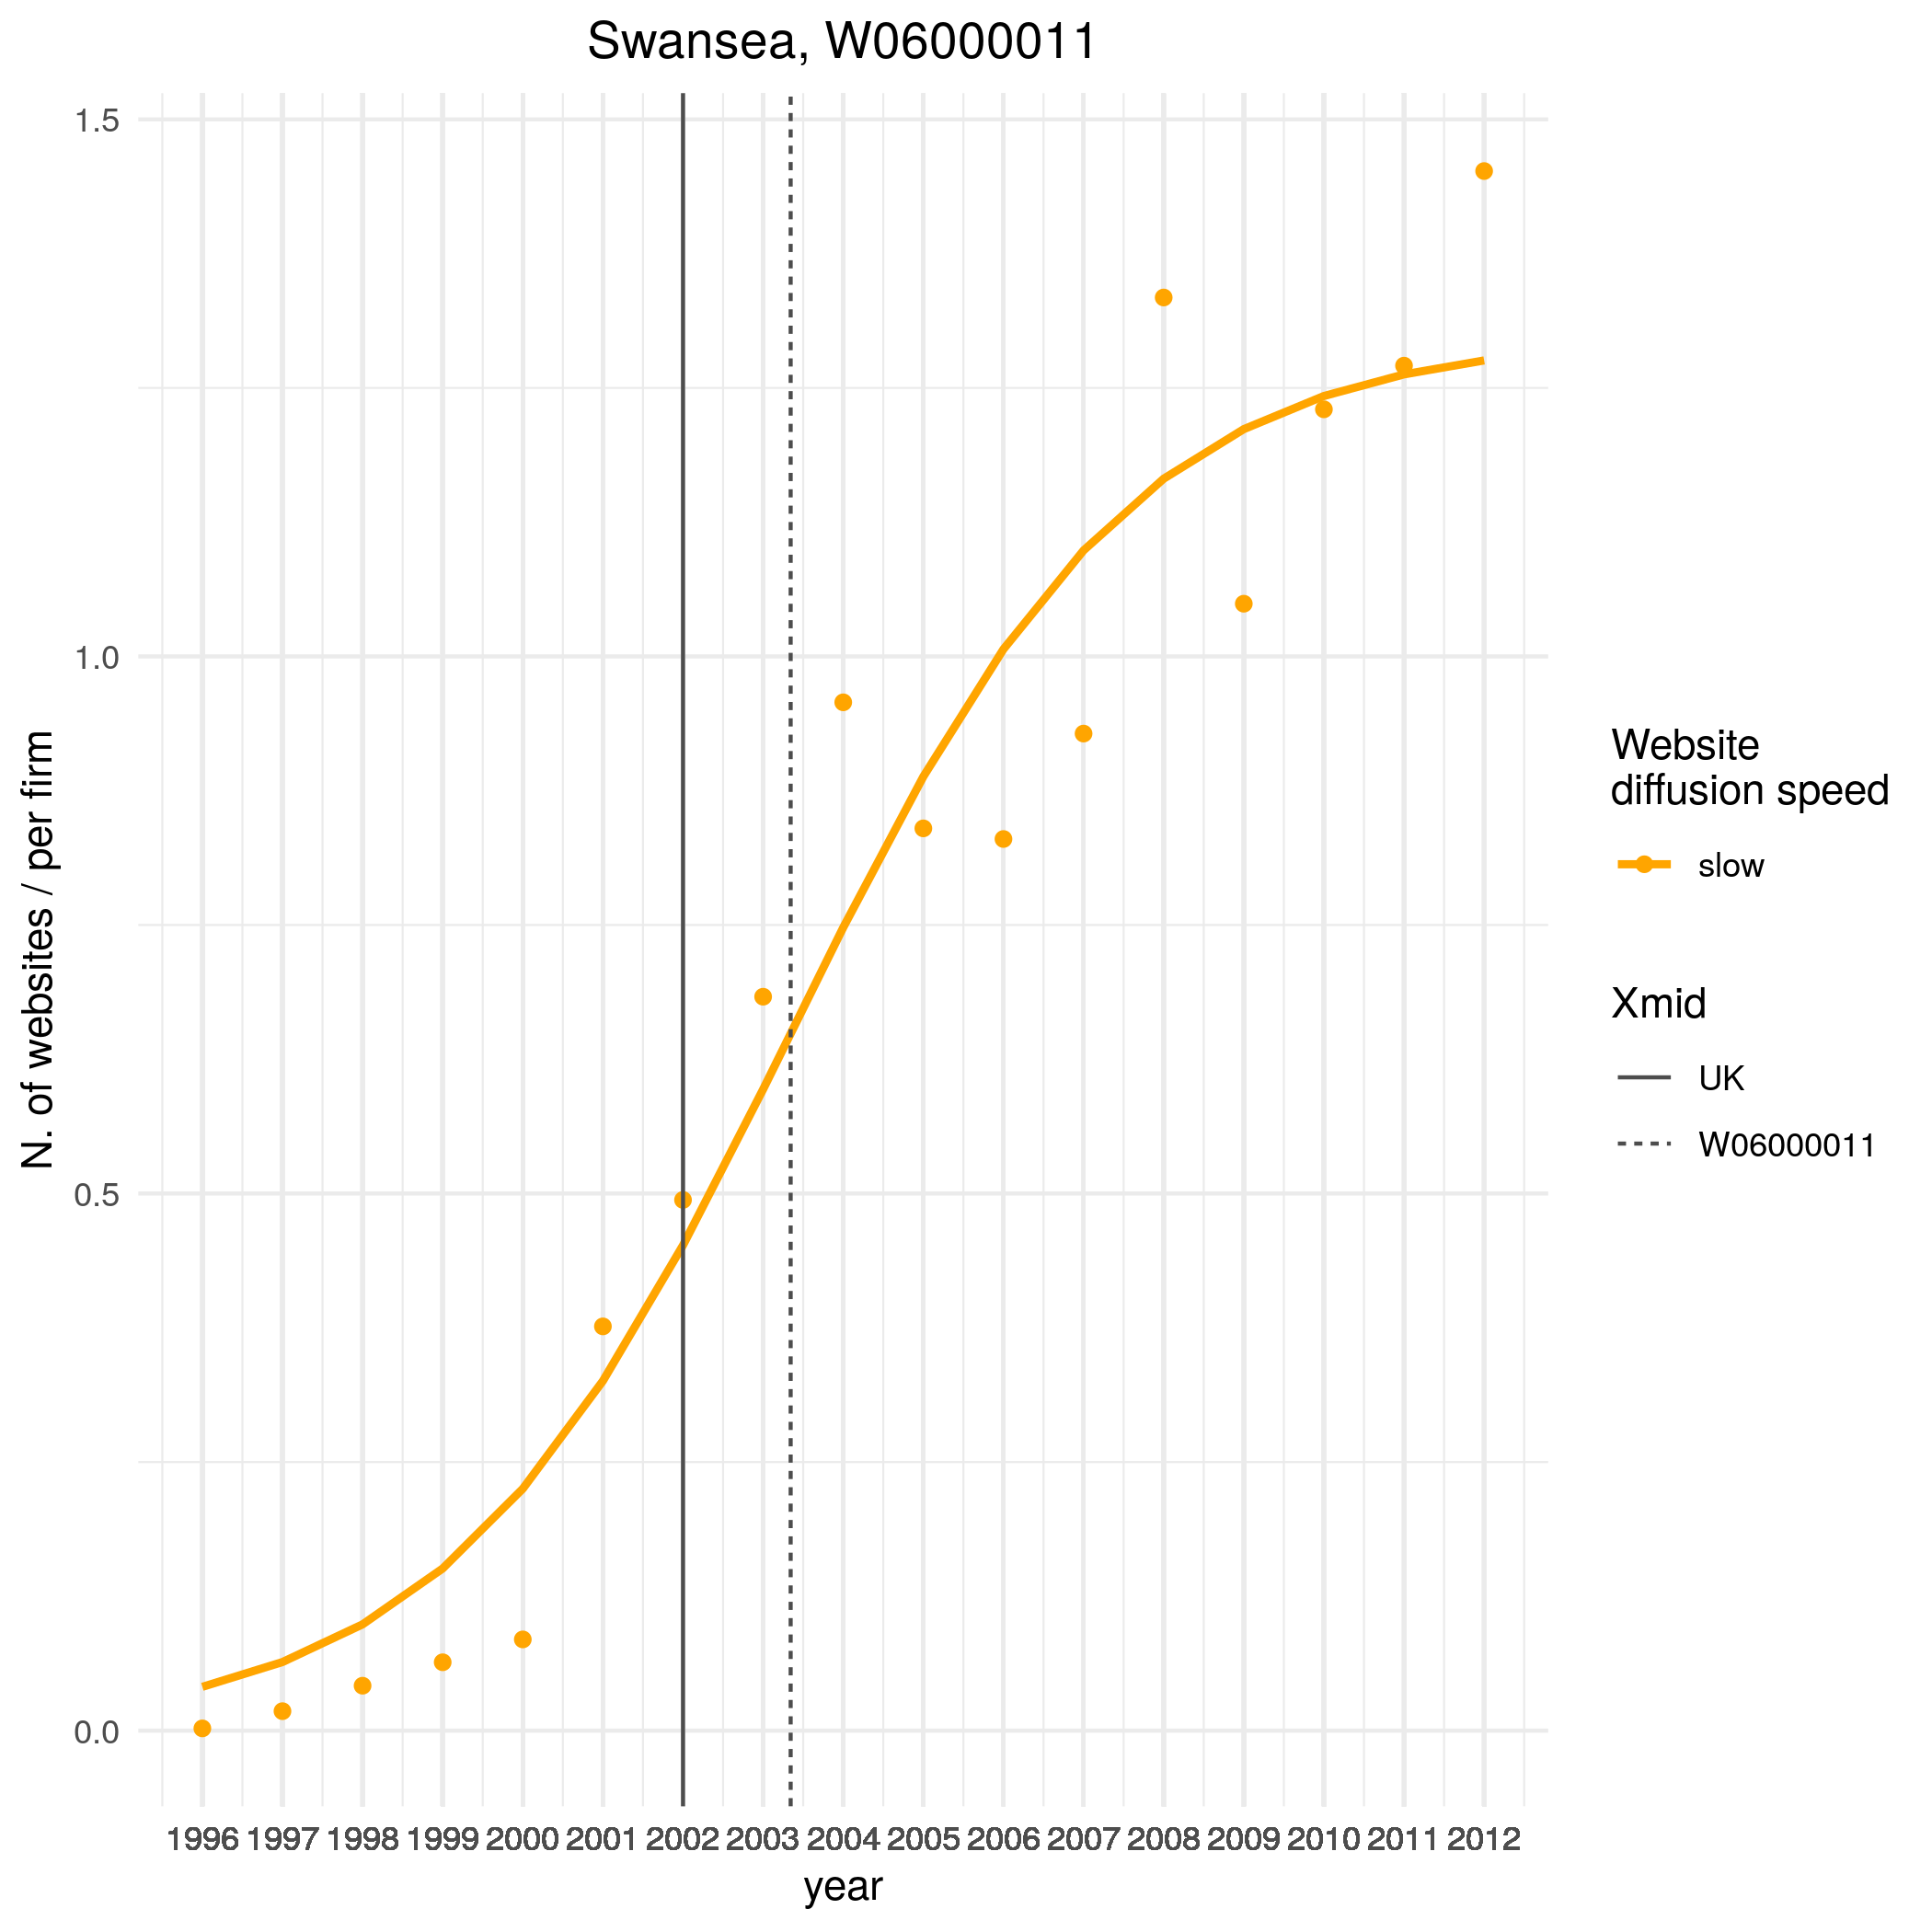 Swansea, W06000011
1.5
1.0
0.5
0.0
N. of websites / per firm
1996 1997 1998 1999 2000 2001 2002 2003 2004 2005 2006 2007 2008 2009 2010 2011 2012
year
Website
diffusion speed
slow
Xmid
UK
W06000011